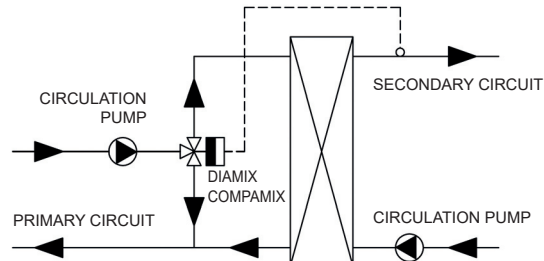 SECONDARY CIRCUIT
CIRCULATION
PUMP
DIAMIX
COMPAMIX
PRIMARY CIRCUIT
CIRCULATION PUMP